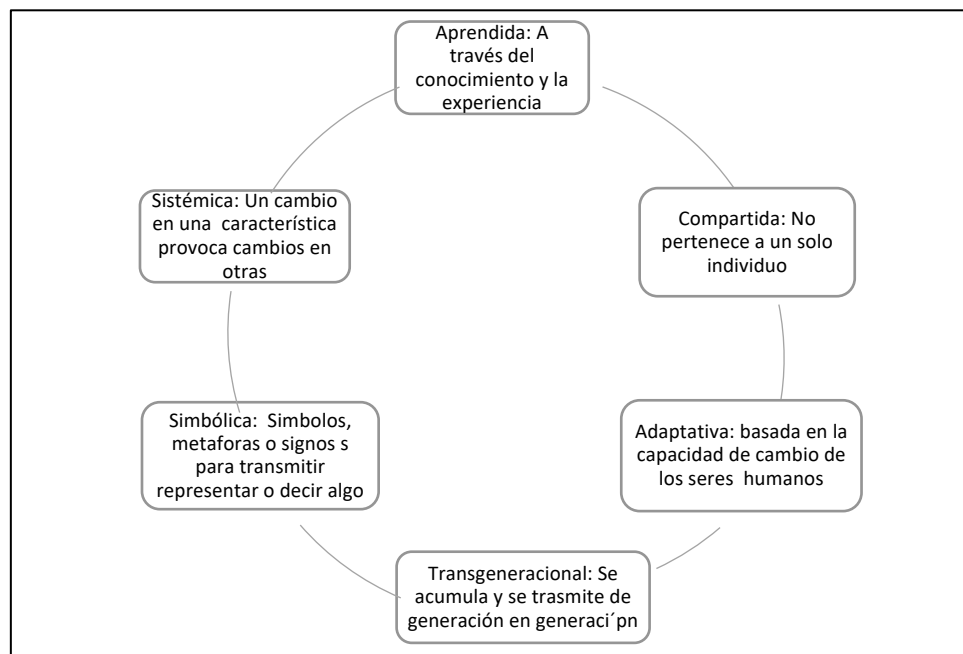 Aprendida: A
través del
conocimiento y la
experiencia
Compartida: No
pertenece a un solo
individuo
Adaptativa: basada en la
capacidad de cambio de
los seres humanos
Transgeneracional: Se
acumula y se trasmite de
generación en generaci´pn
Simbólica: Simbolos,
metaforas o signos s
para transmitir
representar o decir algo
Sistémica: Un cambio
en una característica
provoca cambios en
otras